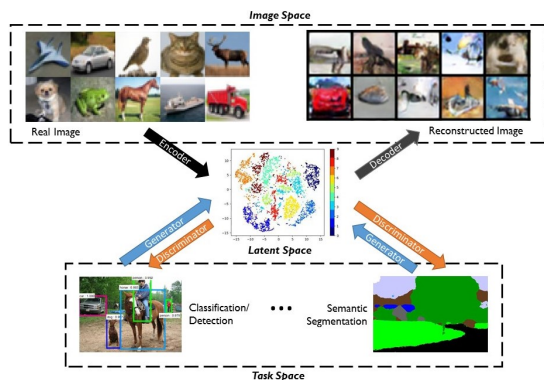 Image Space
Real Image
Reconstructed Image
Encoder
Decoder
Generator
Discriminator
Discriminator
Generator
Latent Space
Classification/
Detection
Semantic
Segmentation
Task Space